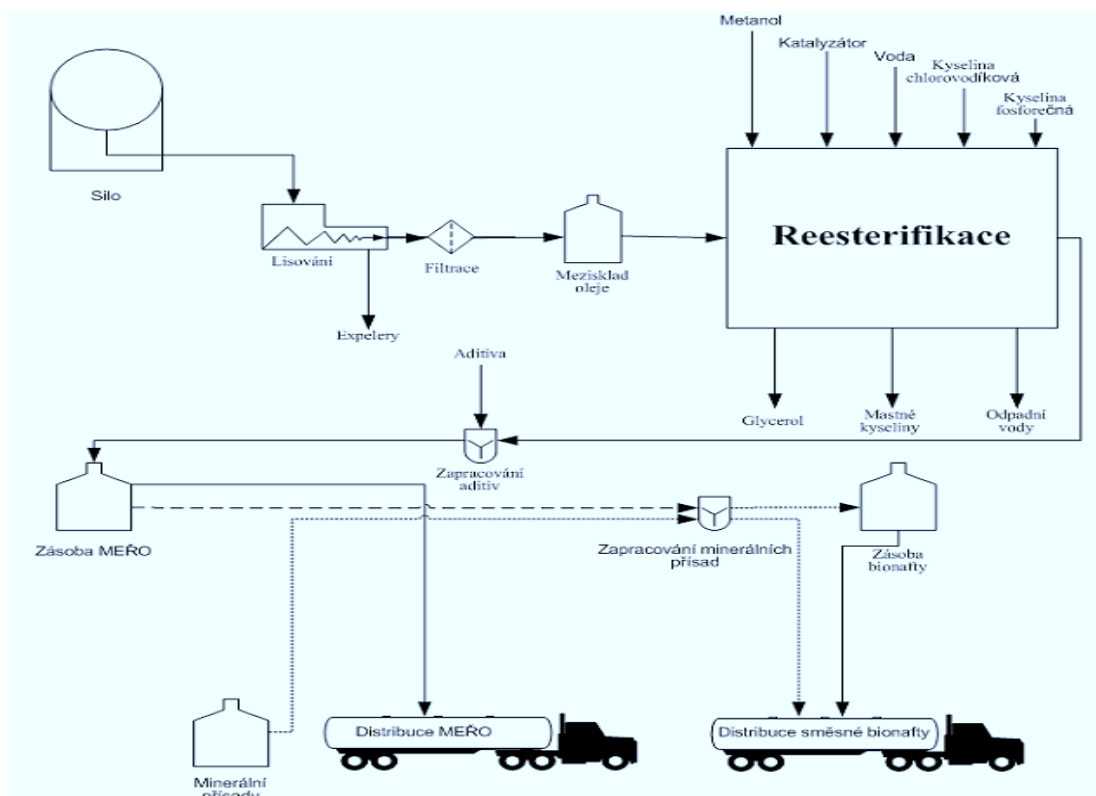 Metanol
Katalyzátor
Voda
Kyselina
chlorovodíková
Kyselina
fosforečná
Silo
Reesterifikace
Lisování
Filtrace
Mezisklad
oleje
Expelery
Aditiva
Glycerol
Mastné
kyseliny
Odpadní
vody
Zapracování
aditiv
Zásoba MEŘO
Zapracování minerálních
přísad
Zásoba
bionafty
Distribuce MEŘO
Distribuce směsné bionafty
Minerální
přísady